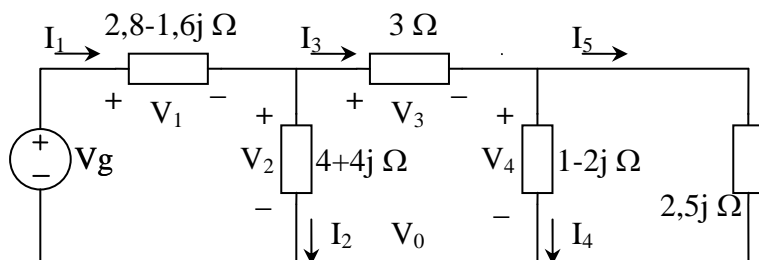 2,8-1,6j Ω
3 Ω
I₁
I₃
I₅
+ V₁ −
+ V₃ −
+
−
Vg
+
V₂
−
4+4j Ω
+
V₄
−
1-2j Ω
2,5j Ω
I₂
V₀
I₄